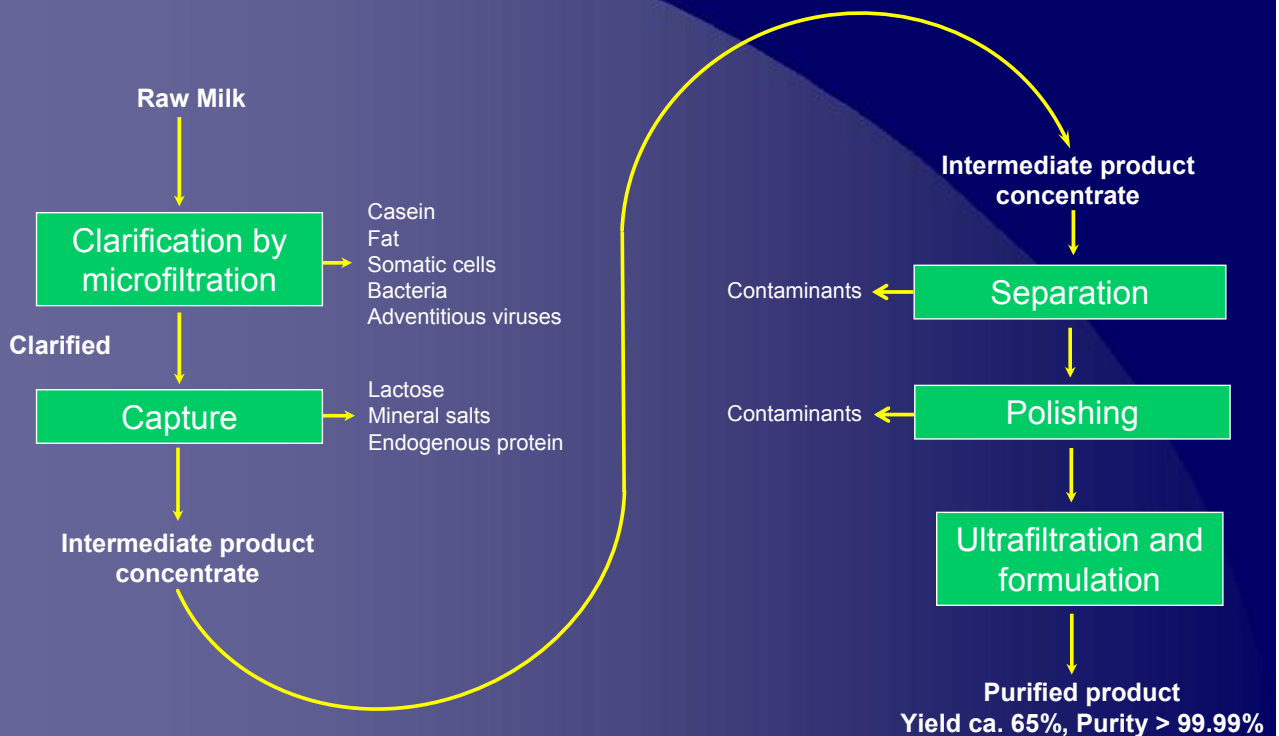 Raw Milk
Clarification by
microfiltration
Casein
Fat
Somatic cells
Bacteria
Adventitious viruses
Clarified
Capture
Lactose
Mineral salts
Endogenous protein
Intermediate product
concentrate
Intermediate product
concentrate
Separation
Contaminants
Polishing
Contaminants
Ultrafiltration and
formulation
Purified product
Yield ca. 65%, Purity > 99.99%